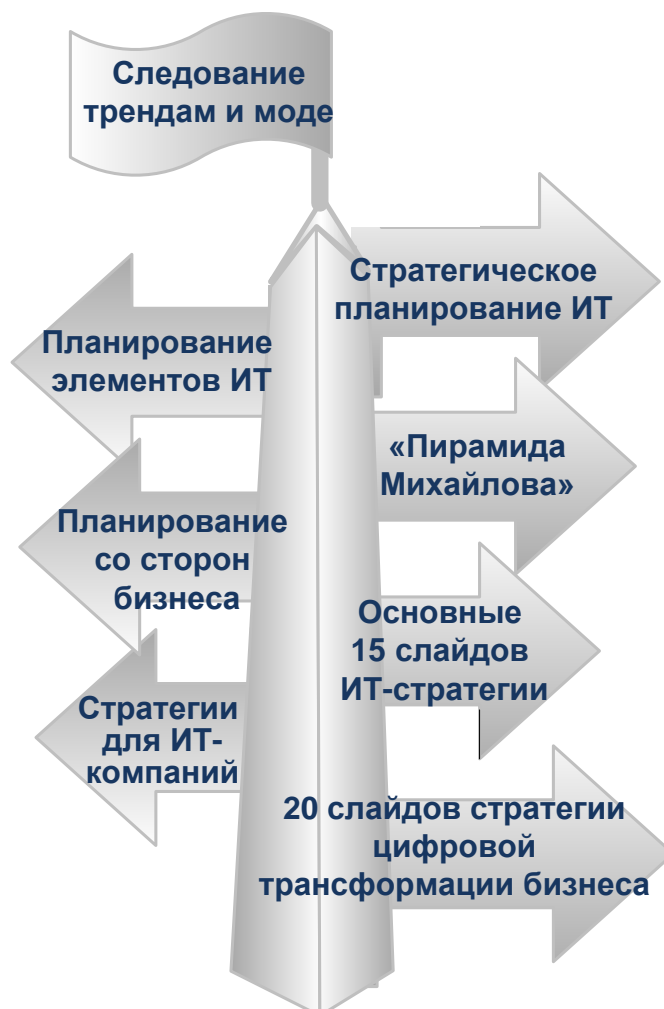 Следование
трендам и моде
Стратегическое
планирование ИТ
Планирование
элементов ИТ
«Пирамида
Михайлова»
Планирование
со сторон
бизнеса
Основные
15 слайдов
ИТ-стратегии
Стратегии
для ИТ-
компаний
20 слайдов стратегии
цифровой
трансформации бизнеса